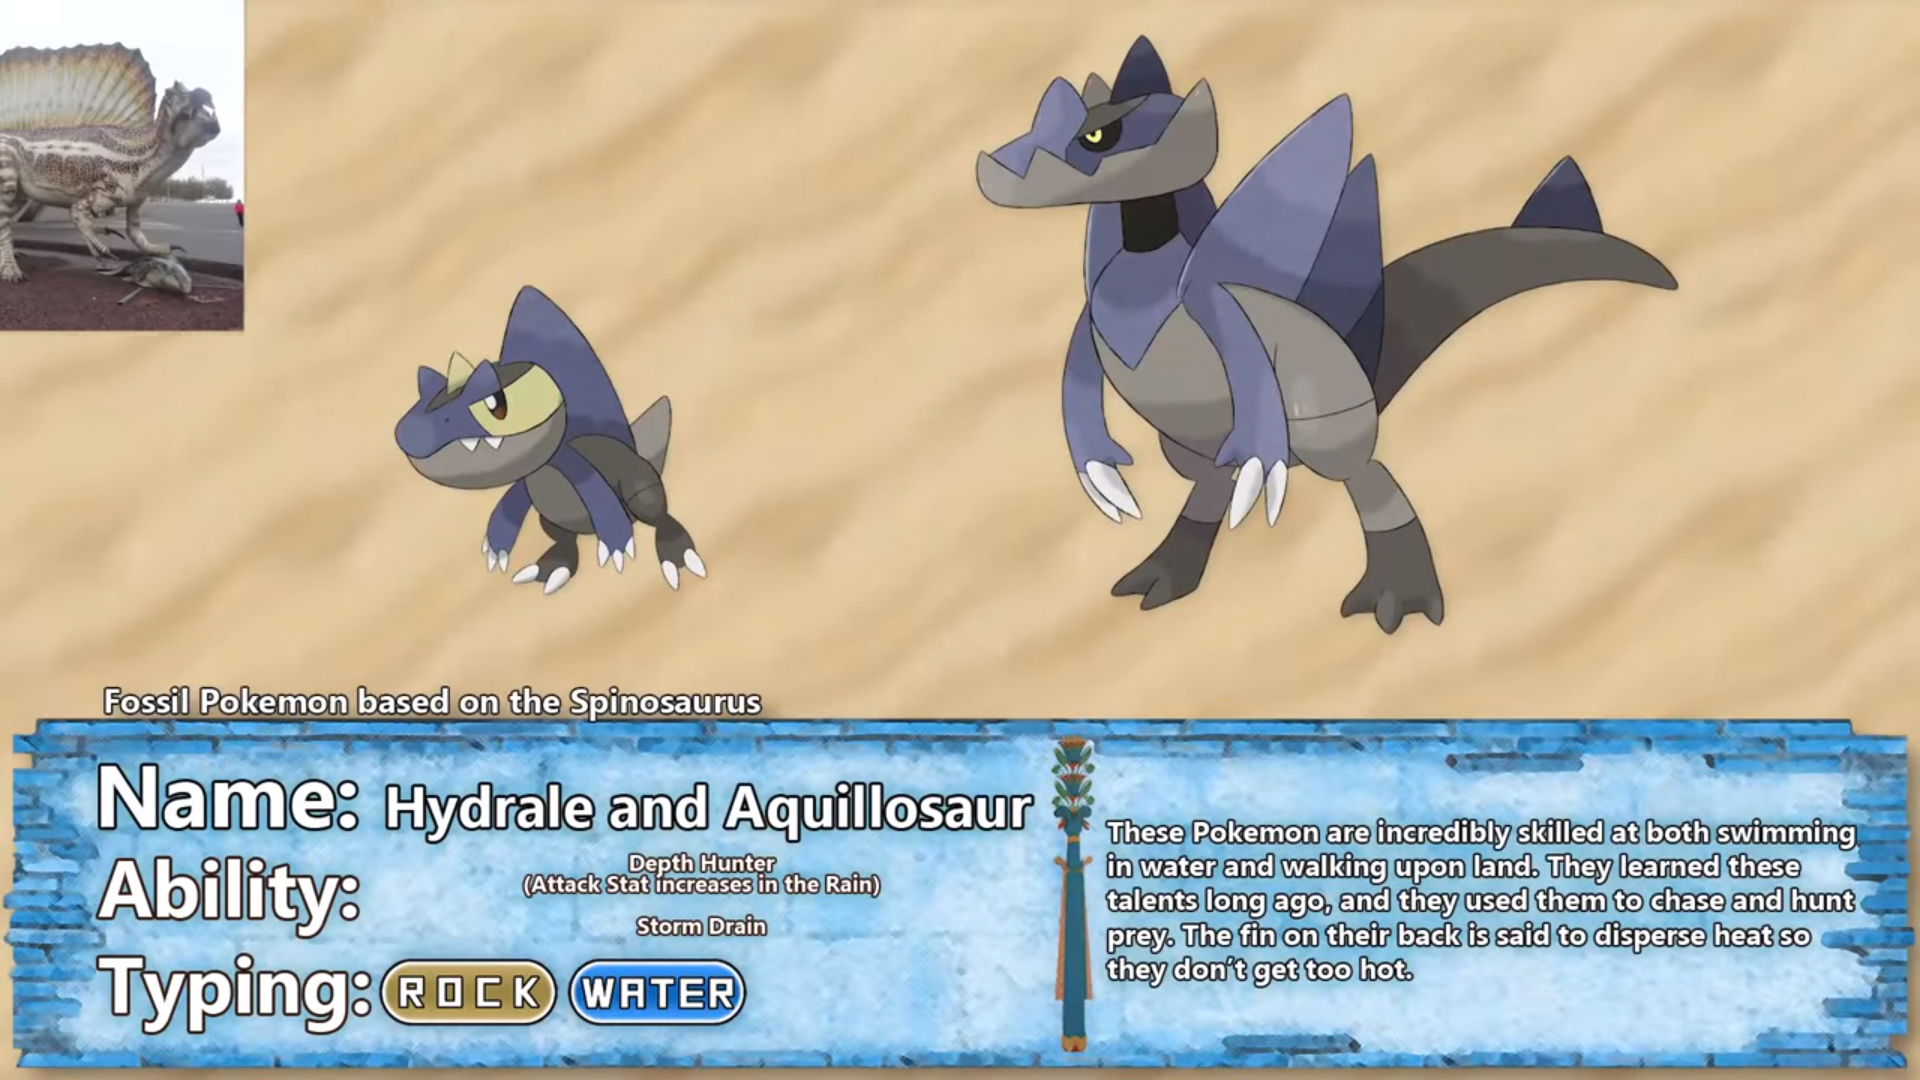 Fossil Pokemon based on the Spinosaurus
Name: Hydrale and Aquillosaur
Ability:
Depth Hunter
(Attack Stat Increases in the Rain)
Storm Drain
Typing: ROCK WATER
These Pokemon are incredibly skilled at both swimming
in water and walking upon land. They learned these
talents long ago, and they used them to chase and hunt
prey. The fin on their back is said to disperse heat so
they don't get too hot.